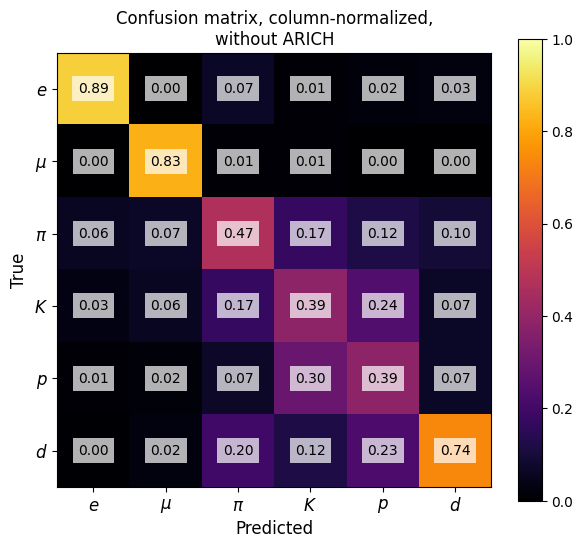 Confusion matrix, column-normalized,
without ARICH
1.0
0.8
0.6
0.4
0.2
0.0
True
e 0.89 0.00 0.07 0.01 0.02 0.03
μ 0.00 0.83 0.01 0.01 0.00 0.00
π 0.06 0.07 0.47 0.17 0.12 0.10
K 0.03 0.06 0.17 0.39 0.24 0.07
p 0.01 0.02 0.07 0.30 0.39 0.07
d 0.00 0.02 0.20 0.12 0.23 0.74
e μ π K p d
Predicted